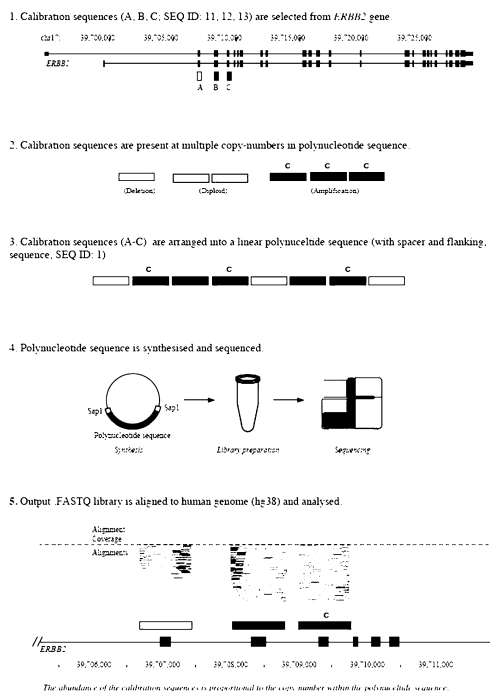 1. Calibration sequences (A, B, C; SEQ ID: 11, 12, 13) are selected from ERBB2 gene.
chr17: 39,700,000 39,705,000 39,710,000 39,715,000 39,720,000 39,725,000
ERBB2
A B C
2. Calibration sequences are present at multiple copy-numbers in polynucleotide sequence.
C C C
(Deletion) (Diploid) (Amplification)
3. Calibration sequences (A-C) are arranged into a linear polynuceltide sequence (with spacer and flanking,
sequence, SEQ ID: 1)
C C C
4. Polynucleotide sequence is synthesised and sequenced.
Sap1 Sap1
Polynucleotide sequence
Synthesis Library preparation Sequencing
5. Output .FASTQ library is aligned to human genome (hg38) and analysed.
Alignment
Coverage
Alignments
C
ERBB2
39,706,000 39,707,000 39,708,000 39,709,000 39,710,000 39,711,000
The abundance of the calibration sequences is proportional to the copy number within the polynucleltide sequence.